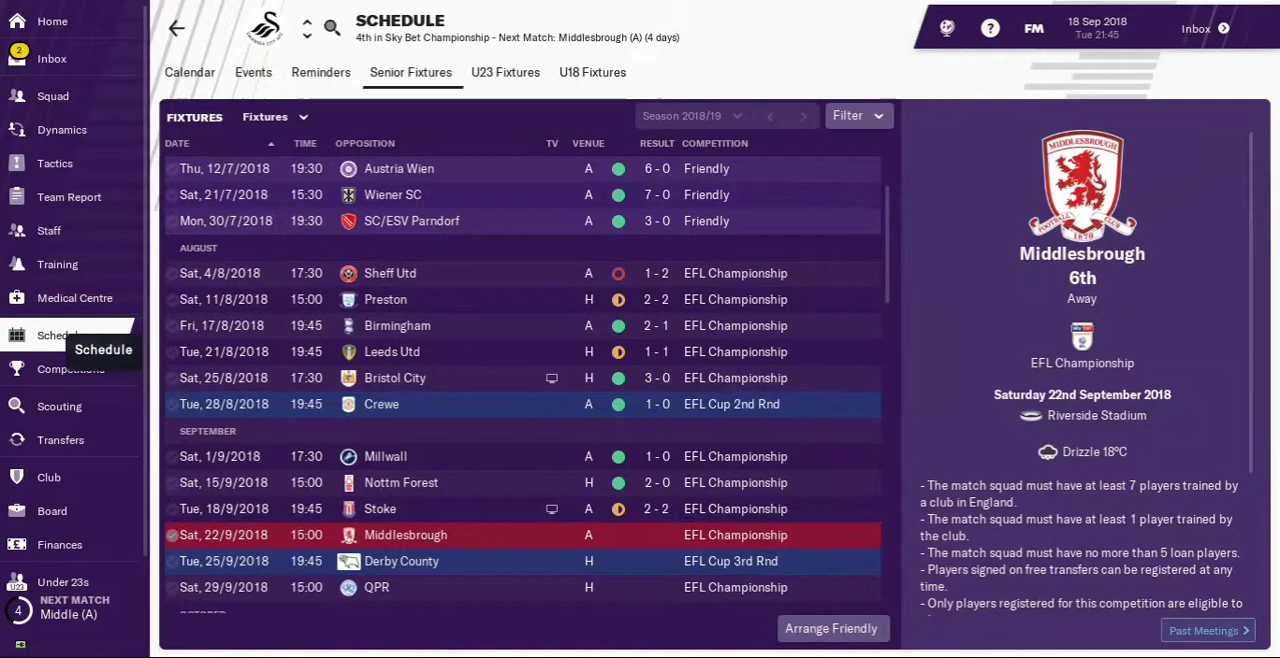 Home
2
Inbox
Squad
Dynamics
Tactics
Team Report
Staff
Training
Medical Centre
Schedule
Scouting
Transfers
Club
Board
Finances
U23
Under 23s
4
NEXT MATCH
Middle (A)
SCHEDULE
4th in Sky Bet Championship - Next Match: Middlesbrough (A) (4 days)
? FM 18 Sep 2018 Inbox
Tue 21:45
Calendar Events Reminders Senior Fixtures U23 Fixtures U18 Fixtures
FIXTURES Fixtures Season 2018/19 Filter
DATE TIME OPPOSITION TV VENUE RESULT COMPETITION
Thu, 12/7/2018 19:30 Austria Wien A 6 - 0 Friendly
Sat, 21/7/2018 15:30 Wiener SC A 7 - 0 Friendly
Mon, 30/7/2018 19:30 SC/ESV Parndorf A 3 - 0 Friendly
AUGUST
Sat, 4/8/2018 17:30 Sheff Utd A 1 - 2 EFL Championship
Sat, 11/8/2018 15:00 Preston H 2 - 2 EFL Championship
Fri, 17/8/2018 19:45 Birmingham A 2 - 1 EFL Championship
Tue, 21/8/2018 19:45 Leeds Utd H 1 - 1 EFL Championship
Sat, 25/8/2018 17:30 Bristol City H 3 - 0 EFL Championship
Tue, 28/8/2018 19:45 Crewe A 1 - 0 EFL Cup 2nd Rnd
SEPTEMBER
Sat, 1/9/2018 17:30 Millwall A 1 - 0 EFL Championship
Sat, 15/9/2018 15:00 Nottm Forest H 2 - 0 EFL Championship
Tue, 18/9/2018 19:45 Stoke A 2 - 2 EFL Championship
Sat, 22/9/2018 15:00 Middlesbrough A EFL Championship
Tue, 25/9/2018 19:45 Derby County H EFL Cup 3rd Rnd
Sat, 29/9/2018 15:00 QPR H EFL Championship
Arrange Friendly
MIDDLESBROUGH
FOOTBALL CLUB
1876
Middlesbrough
6th
Away
EFL Championship
Saturday 22nd September 2018
Riverside Stadium
Drizzle 18ºC
- The match squad must have at least 7 players trained by
a club in England.
- The match squad must have at least 1 player trained by
the club.
- The match squad must have no more than 5 loan players.
- Players signed on free transfers can be registered at any
time.
- Only players registered for this competition are eligible to
Past Meetings